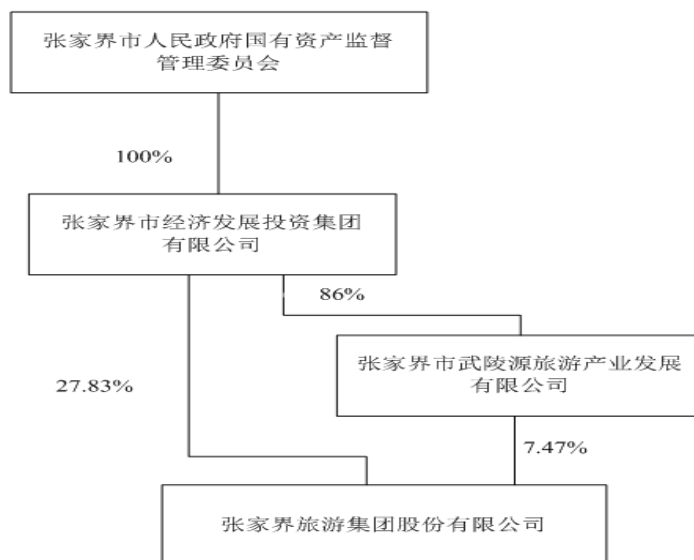 张家界市人民政府国有资产监督
管理委员会
100%
张家界市经济发展投资集团
有限公司
86%
张家界市武陵源旅游产业发展
有限公司
27.83%
7.47%
张家界旅游集团股份有限公司